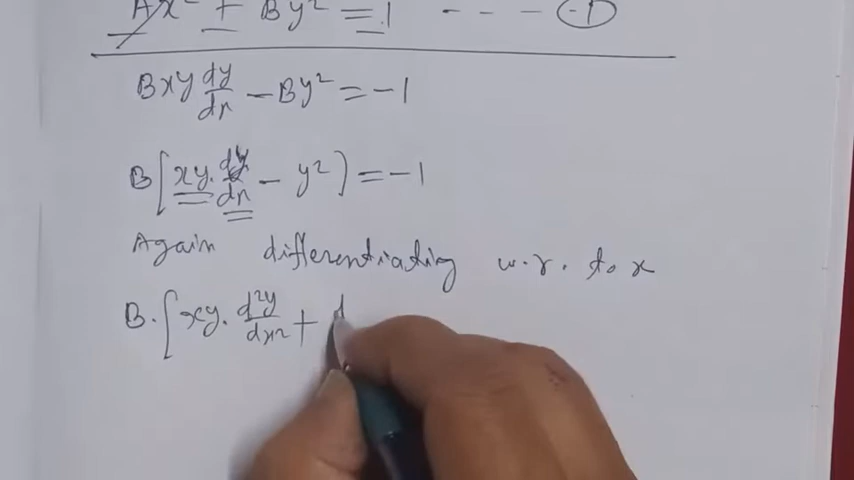 Ax² + By² = 1 - - - - ①
Bxy dy/dx - By² = -1
B[xy. dy/dx - y²] = -1
Again differentiating w.r. to x
B.[xy. d²y/dx² + d